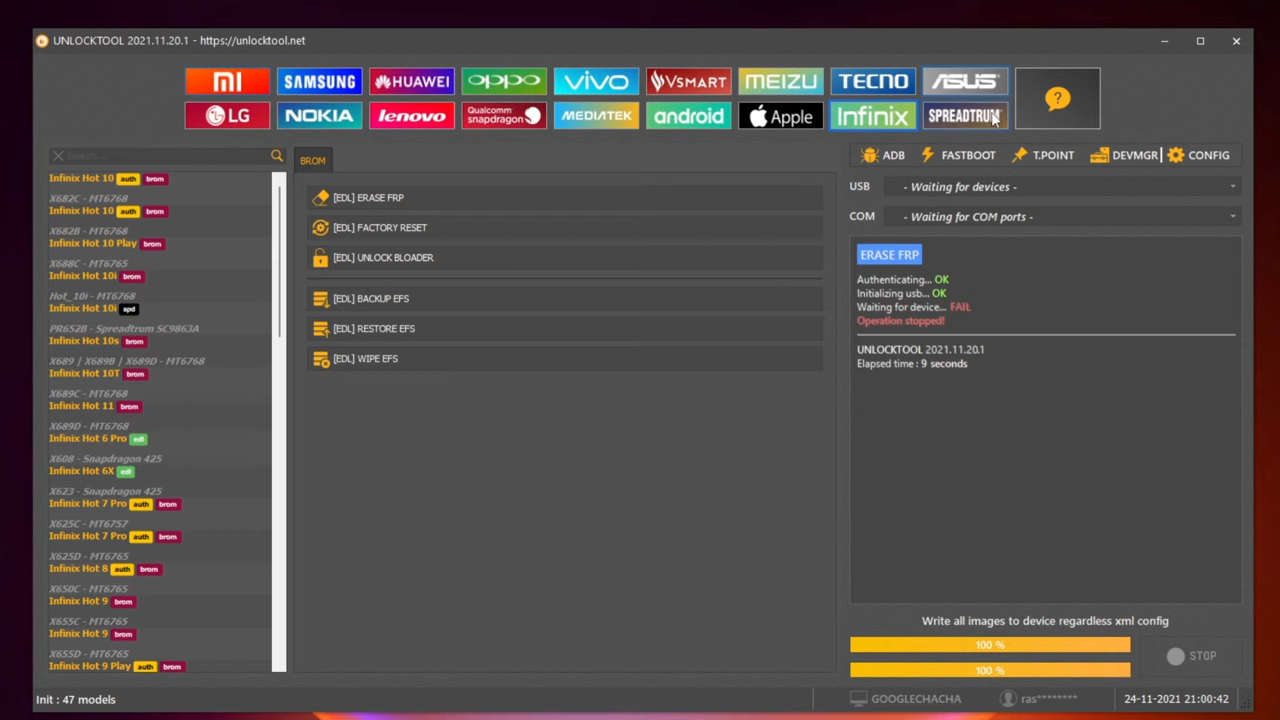 UNLOCKTOOL 2021.11.20.1 - https://unlocktool.net
MI SAMSUNG HUAWEI oppo vivo VSMART MEIZU TECNO ASUS
LG NOKIA lenovo Qualcomm snapdragon MEDIATEK android Apple Infinix SPREADTRUM
?
Search...
Infinix Hot 10 auth brom
X682C - MT6768
Infinix Hot 10 auth brom
X682B - MT6768
Infinix Hot 10 Play brom
X688C - MT6765
Infinix Hot 10i brom
Hot_10i - MT6768
Infinix Hot 10i spd
PR652B - Spreadtrum SC9863A
Infinix Hot 10s brom
X689 | X689B | X689D - MT6768
Infinix Hot 10T brom
X689C - MT6768
Infinix Hot 11 brom
X689D - MT6768
Infinix Hot 6 Pro edl
X608 - Snapdragon 425
Infinix Hot 6X edl
X623 - Snapdragon 425
Infinix Hot 7 Pro auth brom
X625C - MT6757
Infinix Hot 7 Pro auth brom
X625D - MT6765
Infinix Hot 8 auth brom
X650C - MT6765
Infinix Hot 9 brom
X655C - MT6765
Infinix Hot 9 brom
X655D - MT6765
Infinix Hot 9 Play auth brom
BROM
[EDL] ERASE FRP
[EDL] FACTORY RESET
[EDL] UNLOCK BLOADER
[EDL] BACKUP EFS
[EDL] RESTORE EFS
[EDL] WIPE EFS
ADB FASTBOOT T.POINT DEVMGR CONFIG
USB - Waiting for devices -
COM - Waiting for COM ports -
ERASE FRP
Authenticating... OK
Initializing usb... OK
Waiting for device... FAIL
Operation stopped!
UNLOCKTOOL 2021.11.20.1
Elapsed time : 9 seconds
Write all images to device regardless xml config
100 %
100 %
STOP
Init : 47 models
GOOGLECHACHA
ras********
24-11-2021 21:00:42